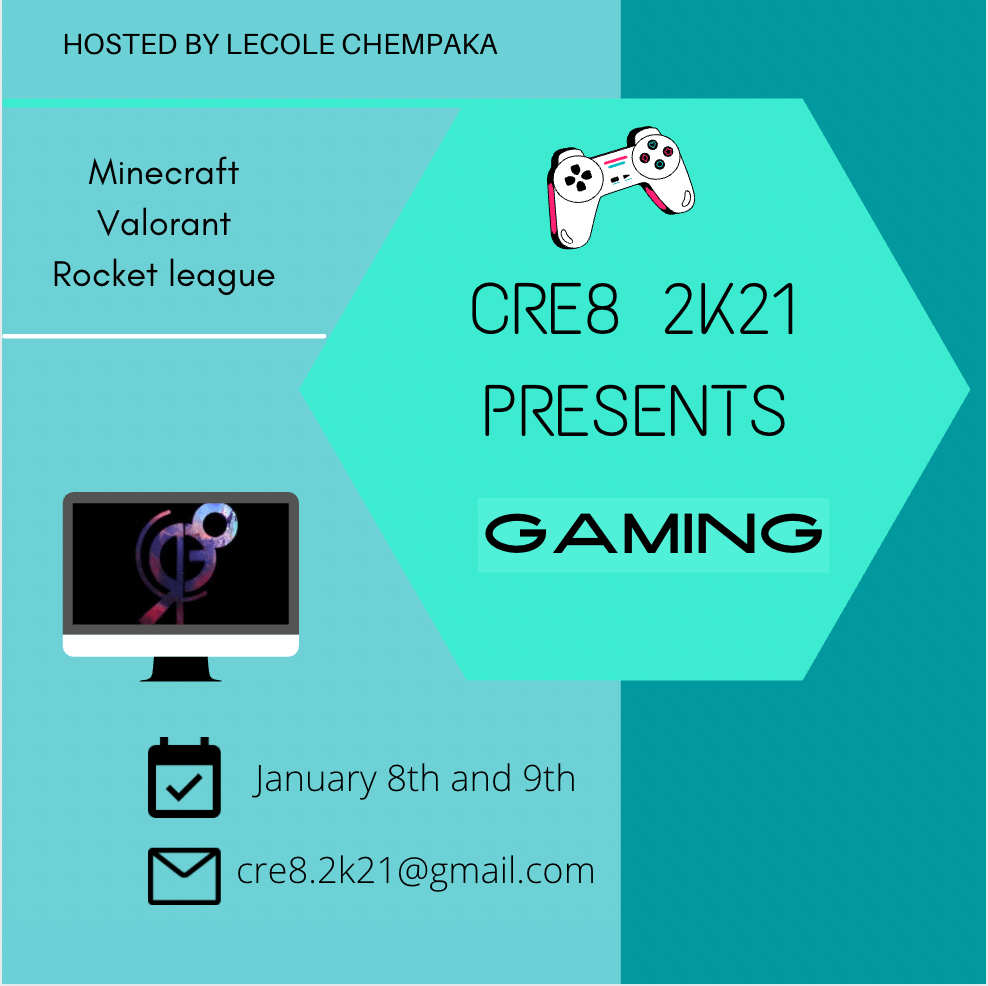 HOSTED BY LECOLE CHEMPAKA
Minecraft
Valorant
Rocket league
CRE8 2K21
PRESENTS
GAMING
January 8th and 9th
cre8.2k21@gmail.com